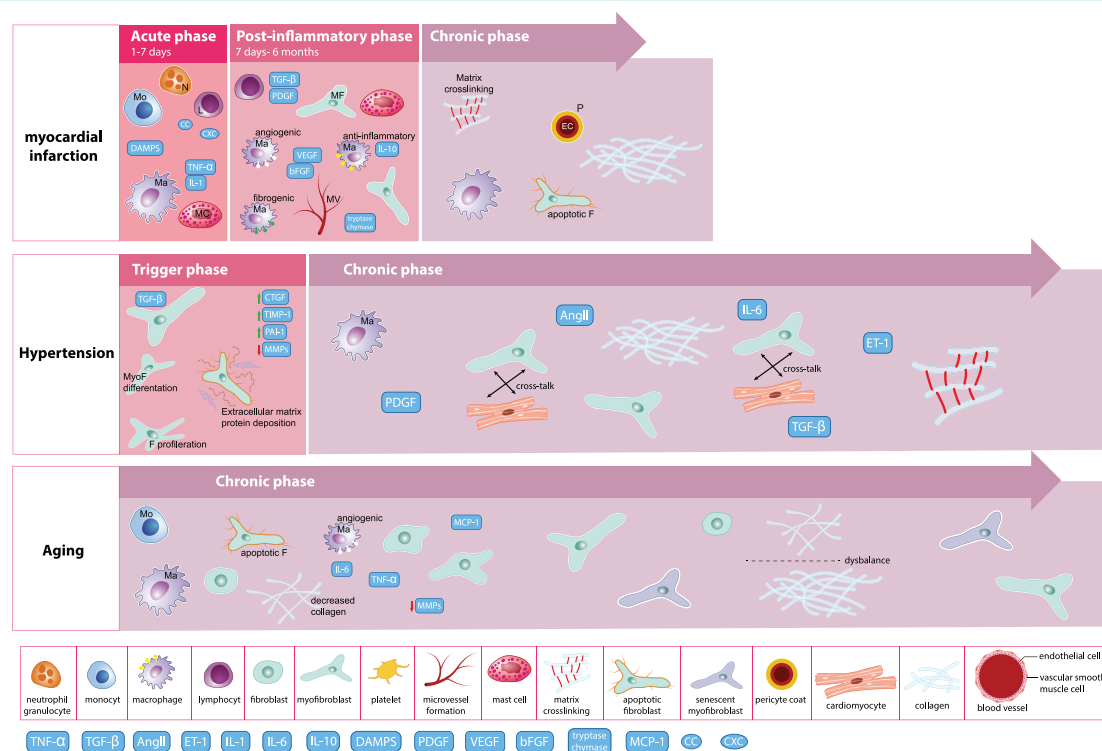 Acute phase
1-7 days
Post-inflammatory phase
7 days- 6 months
Chronic phase
myocardial
infarction
N
Mo
L
CC
CXC
DAMPS
TNF-α
IL-1
Ma
MC
TGF-β
PDGF
MF
angiogenic
Ma
VEGF
bFGF
anti-inflammatory
Ma
IL-10
fibrogenic
Ma
MV
tryptase
chymase
Matrix
crosslinking
P
EC
apoptotic F
Trigger phase
Chronic phase
Hypertension
TGF-β
CTGF
TIMP-1
PAI-1
MMPs
MyoF
differentation
Extracellular matrix
protein deposition
F profileration
Ma
PDGF
AngII
cross-talk
IL-6
cross-talk
TGF-β
ET-1
Chronic phase
Aging
Mo
Ma
apoptotic F
angiogenic
Ma
IL-6
decreased
collagen
TNF-α
MCP-1
MMPs
dysbalance
neutrophil
granulocyte
monocyt
macrophage
lymphocyt
fibroblast
myofibroblast
platelet
microvessel
formation
mast cell
matrix
crosslinking
apoptotic
fibroblast
senescent
myofibroblast
pericyte coat
cardiomyocyte
collagen
blood vessel
endothelial cell
vascular smooth
muscle cell
TNF-α
TGF-β
AngII
ET-1
IL-1
IL-6
IL-10
DAMPS
PDGF
VEGF
bFGF
tryptase
chymase
MCP-1
CC
CXC